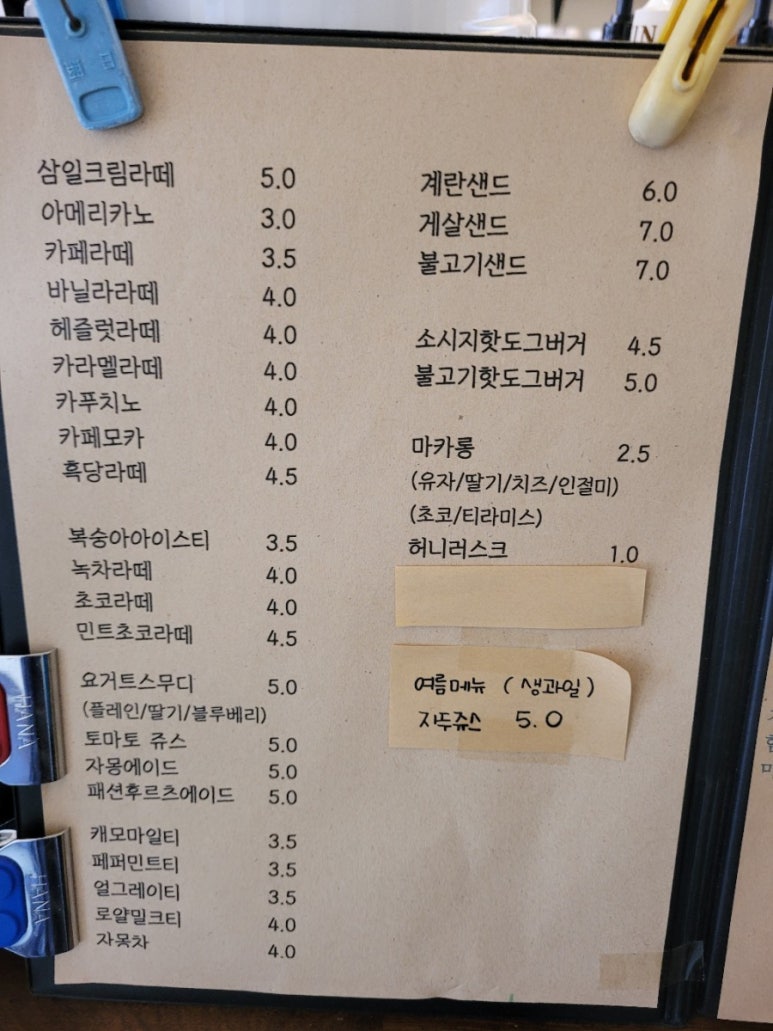 삼일크림라떼 5.0
아메리카노 3.0
카페라떼 3.5
바닐라라떼 4.0
헤즐럿라떼 4.0
카라멜라떼 4.0
카푸치노 4.0
카페모카 4.0
흑당라떼 4.5
복숭아아이스티 3.5
녹차라떼 4.0
초코라떼 4.0
민트초코라떼 4.5
요거트스무디 5.0
(플레인/딸기/블루베리)
토마토 쥬스 5.0
자몽에이드 5.0
패션후르츠에이드 5.0
캐모마일티 3.5
페퍼민트티 3.5
얼그레이티 3.5
로얄밀크티 4.0
자몽차 4.0
계란샌드 6.0
게살샌드 7.0
불고기샌드 7.0
소시지핫도그버거 4.5
불고기핫도그버거 5.0
마카롱 2.5
(유자/딸기/치즈/인절미)
(초코/티라미스)
허니러스크 1.0
여름메뉴 (생과일)
자두쥬스 5.0
HANA
HANA